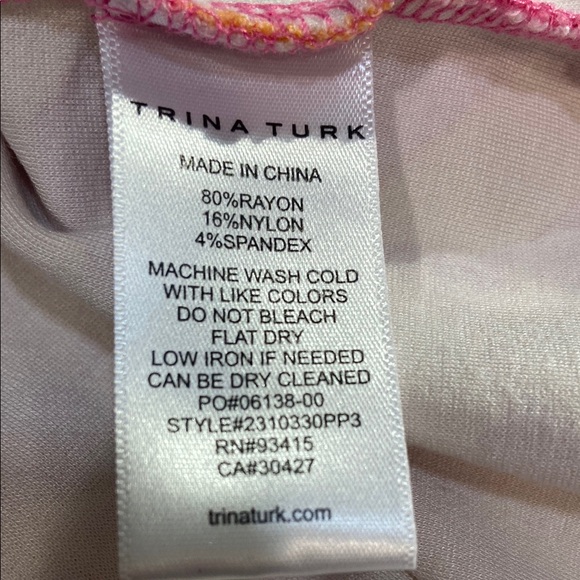 TRINA TURK
MADE IN CHINA
80%RAYON
16%NYLON
4%SPANDEX
MACHINE WASH COLD
WITH LIKE COLORS
DO NOT BLEACH
FLAT DRY
LOW IRON IF NEEDED
CAN BE DRY CLEANED
PO#06138-00
STYLE#2310330PP3
RN#93415
CA#30427
trinaturk.com